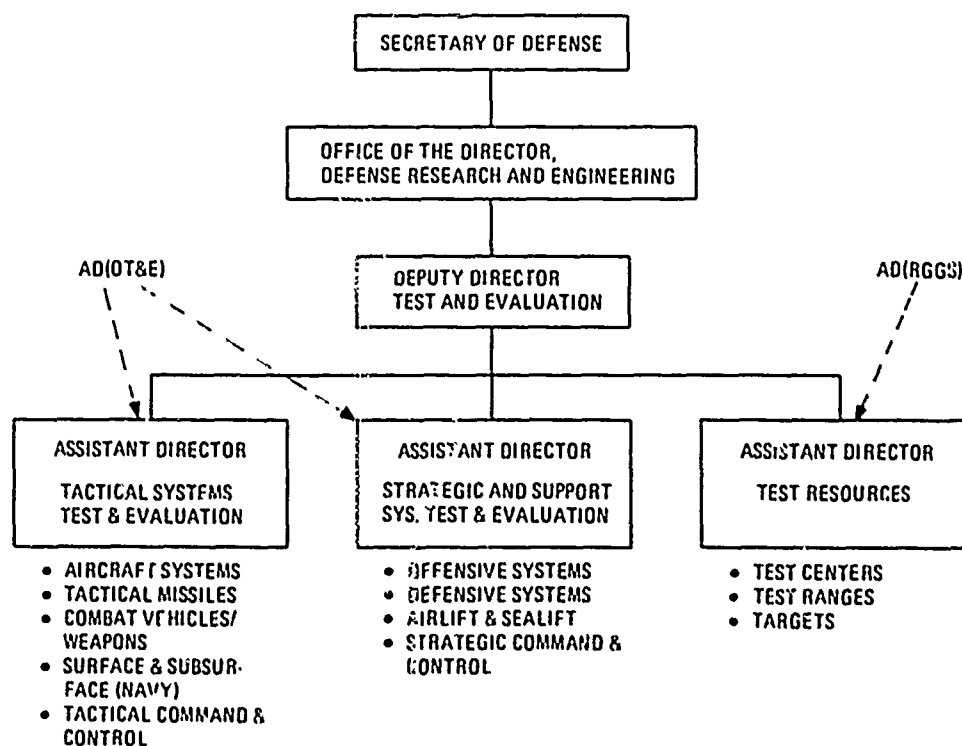 SECRETARY OF DEFENSE
OFFICE OF THE DIRECTOR,
DEFENSE RESEARCH AND ENGINEERING
AD(OT&E)
AD(RGGS)
DEPUTY DIRECTOR
TEST AND EVALUATION
ASSISTANT DIRECTOR
TACTICAL SYSTEMS
TEST & EVALUATION
• AIRCRAFT SYSTEMS
• TACTICAL MISSILES
• COMBAT VEHICLES/
WEAPONS
• SURFACE & SUBSUR-
FACE (NAVY)
• TACTICAL COMMAND &
CONTROL
ASSISTANT DIRECTOR
STRATEGIC AND SUPPORT
SYS. TEST & EVALUATION
• OFFENSIVE SYSTEMS
• DEFENSIVE SYSTEMS
• AIRLIFT & SEALIFT
• STRATEGIC COMMAND &
CONTROL
ASSISTANT DIRECTOR
TEST RESOURCES
• TEST CENTERS
• TEST RANGES
• TARGETS